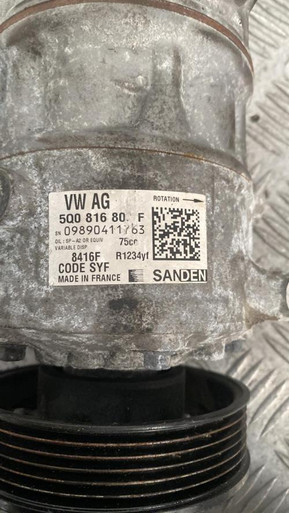 VW AG
ROTATION
5Q0 816 80 F
SN 09890411763
OIL: SP-A2 OR EQUIV 75cc
VARIABLE DISP.
8416F R1234yf
CODE SYF
MADE IN FRANCE SANDEN